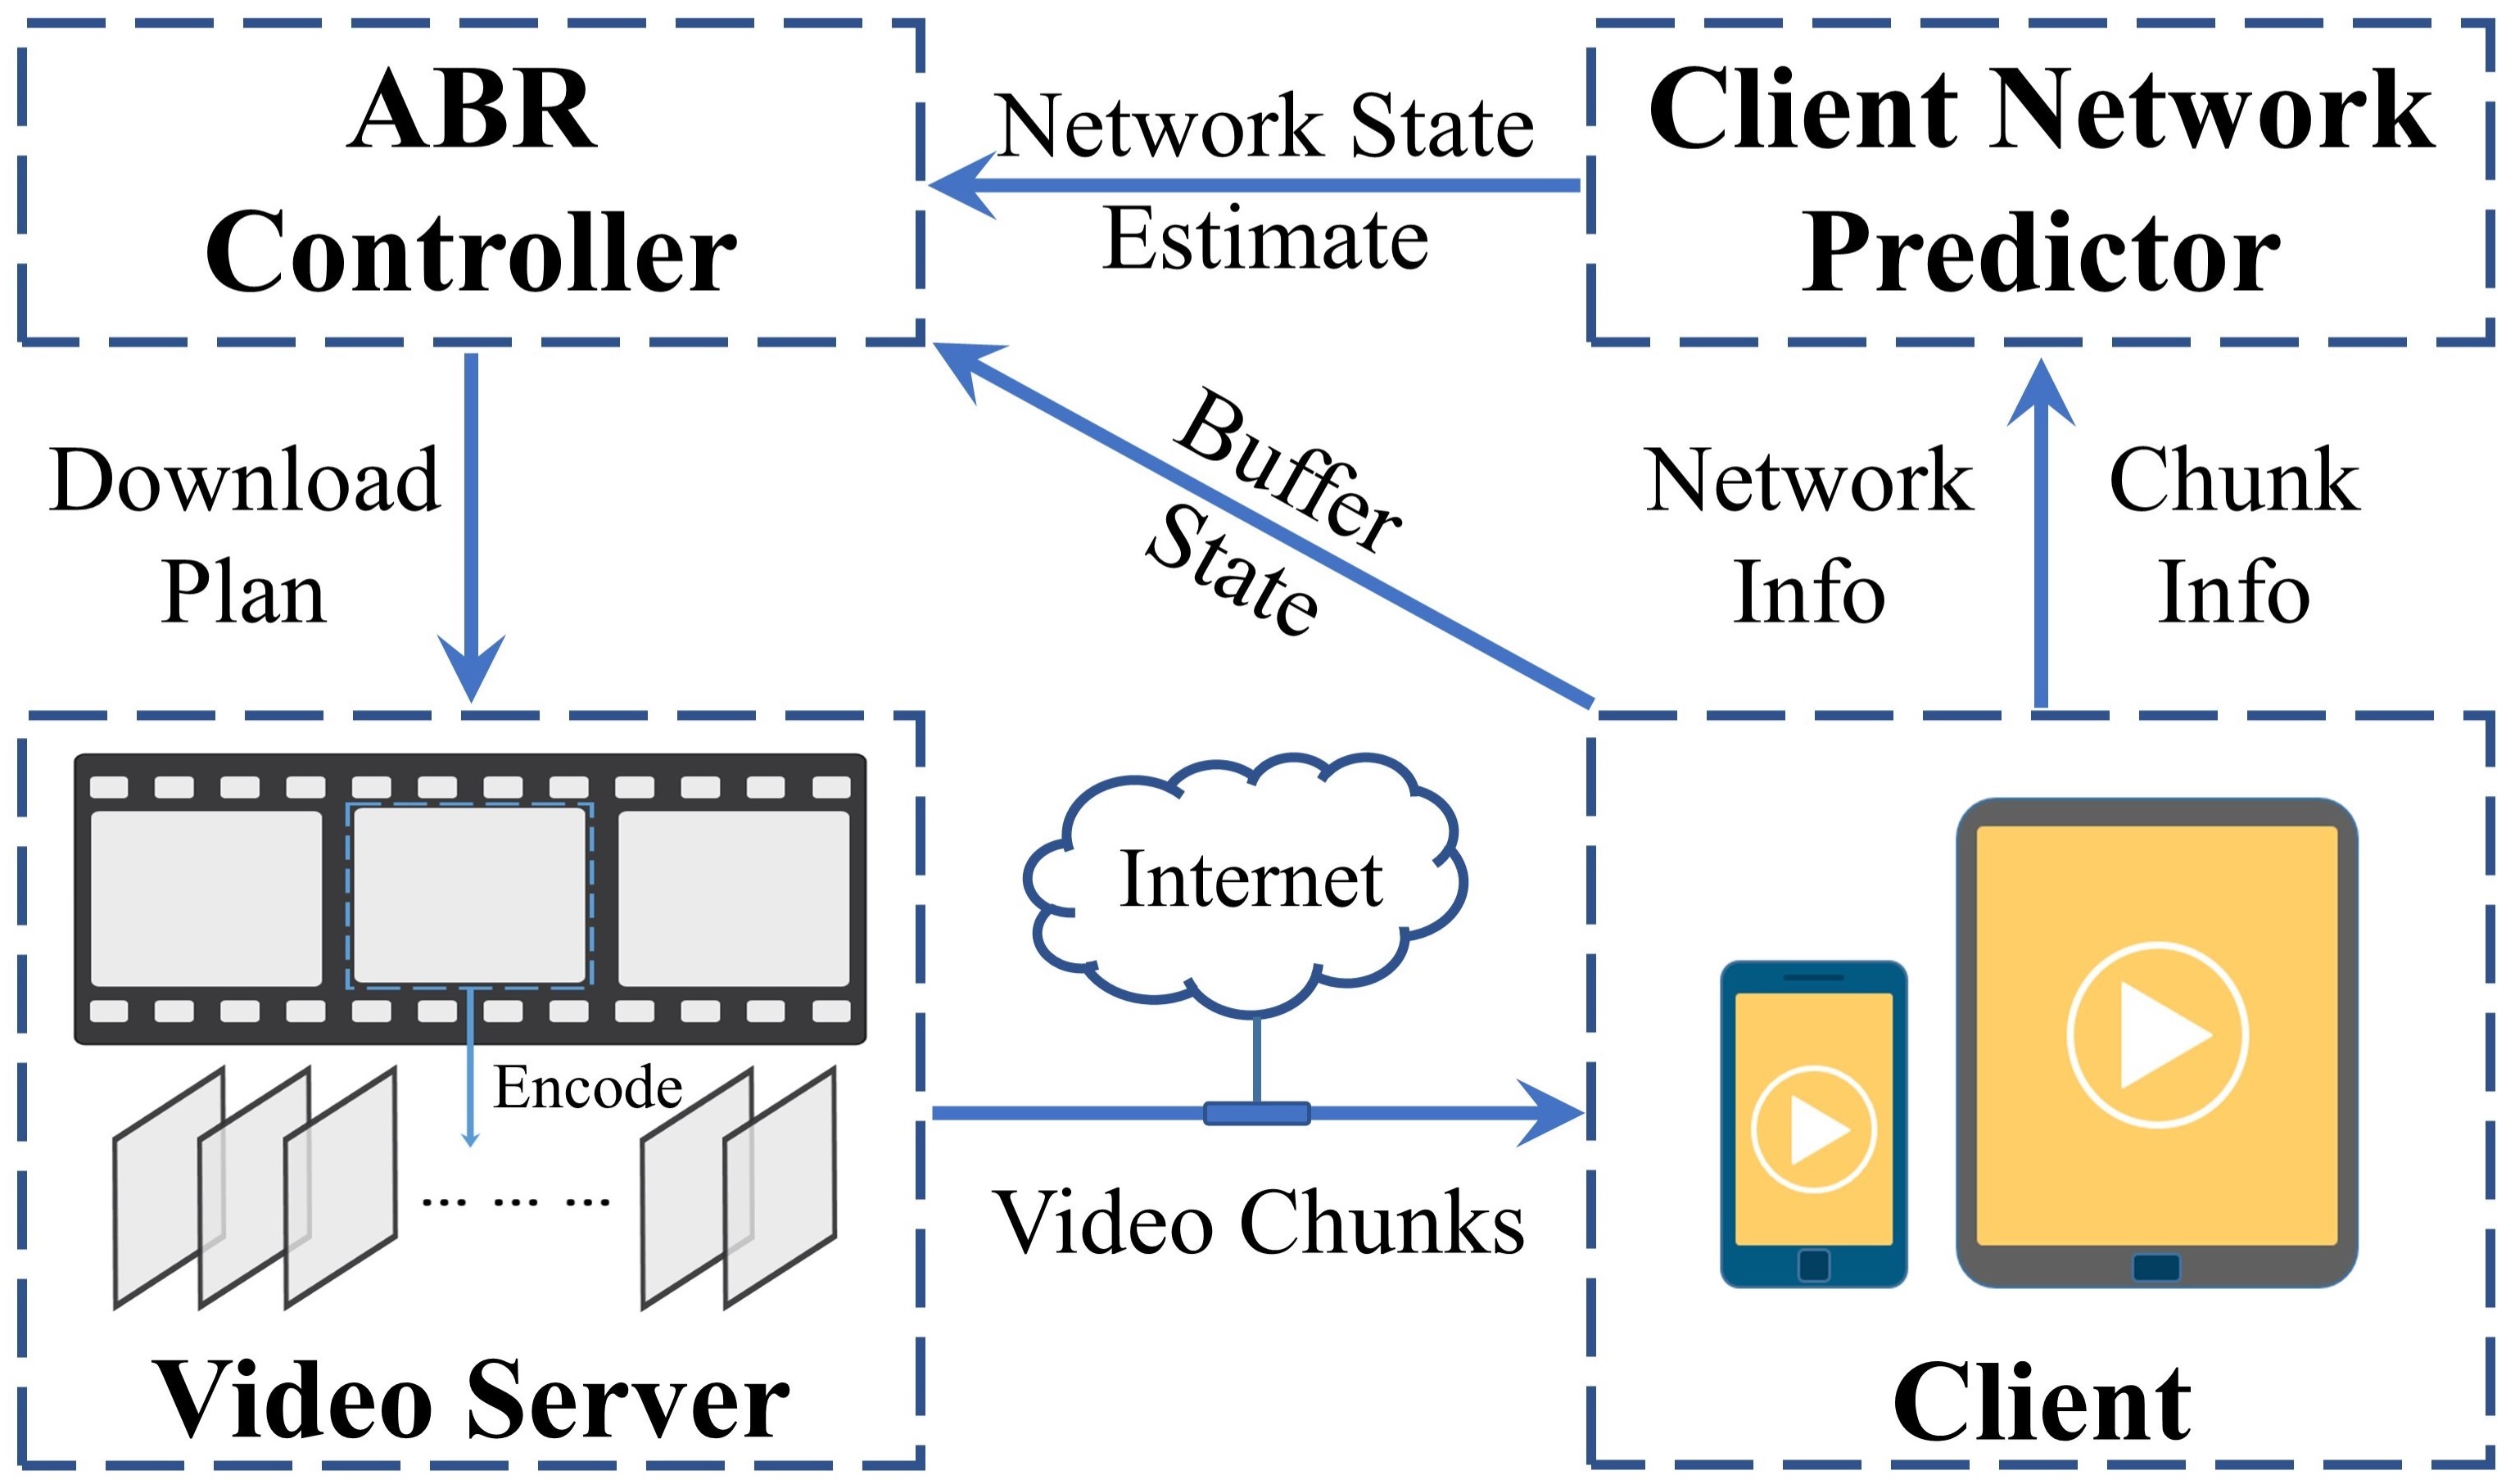 ABR
Controller
Network State
Estimate
Client Network
Predictor
Download
Plan
Buffer
State
Network
Info
Chunk
Info
Internet
Encode
... ... ...
Video Chunks
Video Server
Client